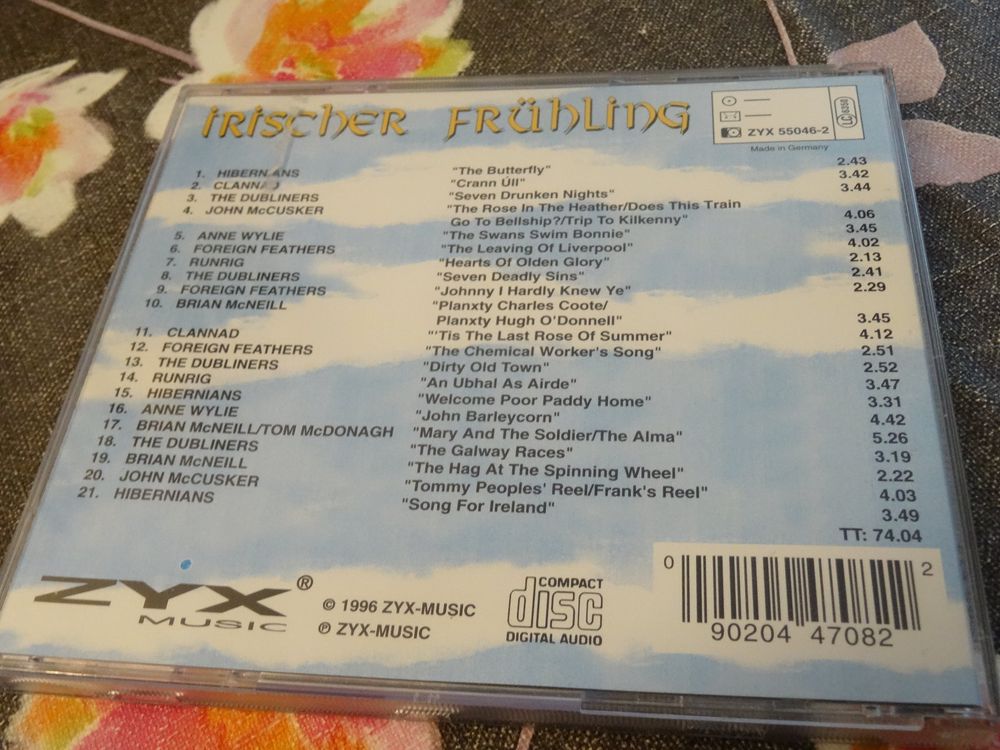 irischer Frühling
LC 6350
ZYX 55046-2
Made in Germany
1. HIBERNIANS "The Butterfly" 2.43
2. CLANNAD "Crann Úll" 3.42
3. THE DUBLINERS "Seven Drunken Nights" 3.44
4. JOHN McCUSKER "The Rose In The Heather/Does This Train
Go To Bellship?/Trip To Kilkenny" 4.06
5. ANNE WYLIE "The Swans Swim Bonnie" 3.45
6. FOREIGN FEATHERS "The Leaving Of Liverpool" 4.02
7. RUNRIG "Hearts Of Olden Glory" 2.13
8. THE DUBLINERS "Seven Deadly Sins" 2.41
9. FOREIGN FEATHERS "Johnny I Hardly Knew Ye" 2.29
10. BRIAN McNEILL "Planxty Charles Coote/
Planxty Hugh O'Donnell" 3.45
11. CLANNAD "'Tis The Last Rose Of Summer" 4.12
12. FOREIGN FEATHERS "The Chemical Worker's Song" 2.51
13. THE DUBLINERS "Dirty Old Town" 2.52
14. RUNRIG "An Ubhal As Airde" 3.47
15. HIBERNIANS "Welcome Poor Paddy Home" 3.31
16. ANNE WYLIE "John Barleycorn" 4.42
17. BRIAN McNEILL/TOM McDONAGH "Mary And The Soldier/The Alma" 5.26
18. THE DUBLINERS "The Galway Races" 3.19
19. BRIAN McNEILL "The Hag At The Spinning Wheel" 2.22
20. JOHN McCUSKER "Tommy Peoples' Reel/Frank's Reel" 4.03
21. HIBERNIANS "Song For Ireland" 3.49
TT: 74.04
ZYX ®
MUSIC
© 1996 ZYX-MUSIC
℗ ZYX-MUSIC
COMPACT
disc
DIGITAL AUDIO
0 90204 47082 2